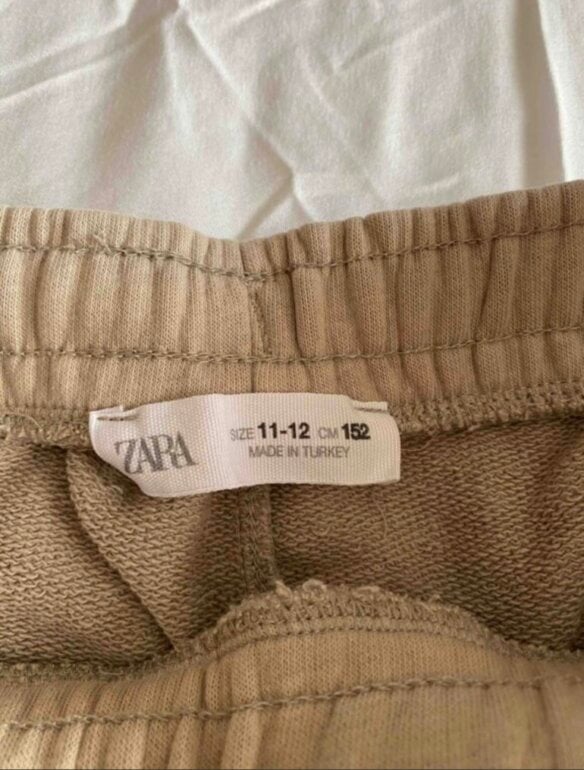 ZARA
SIZE 11-12 CM 152
MADE IN TURKEY